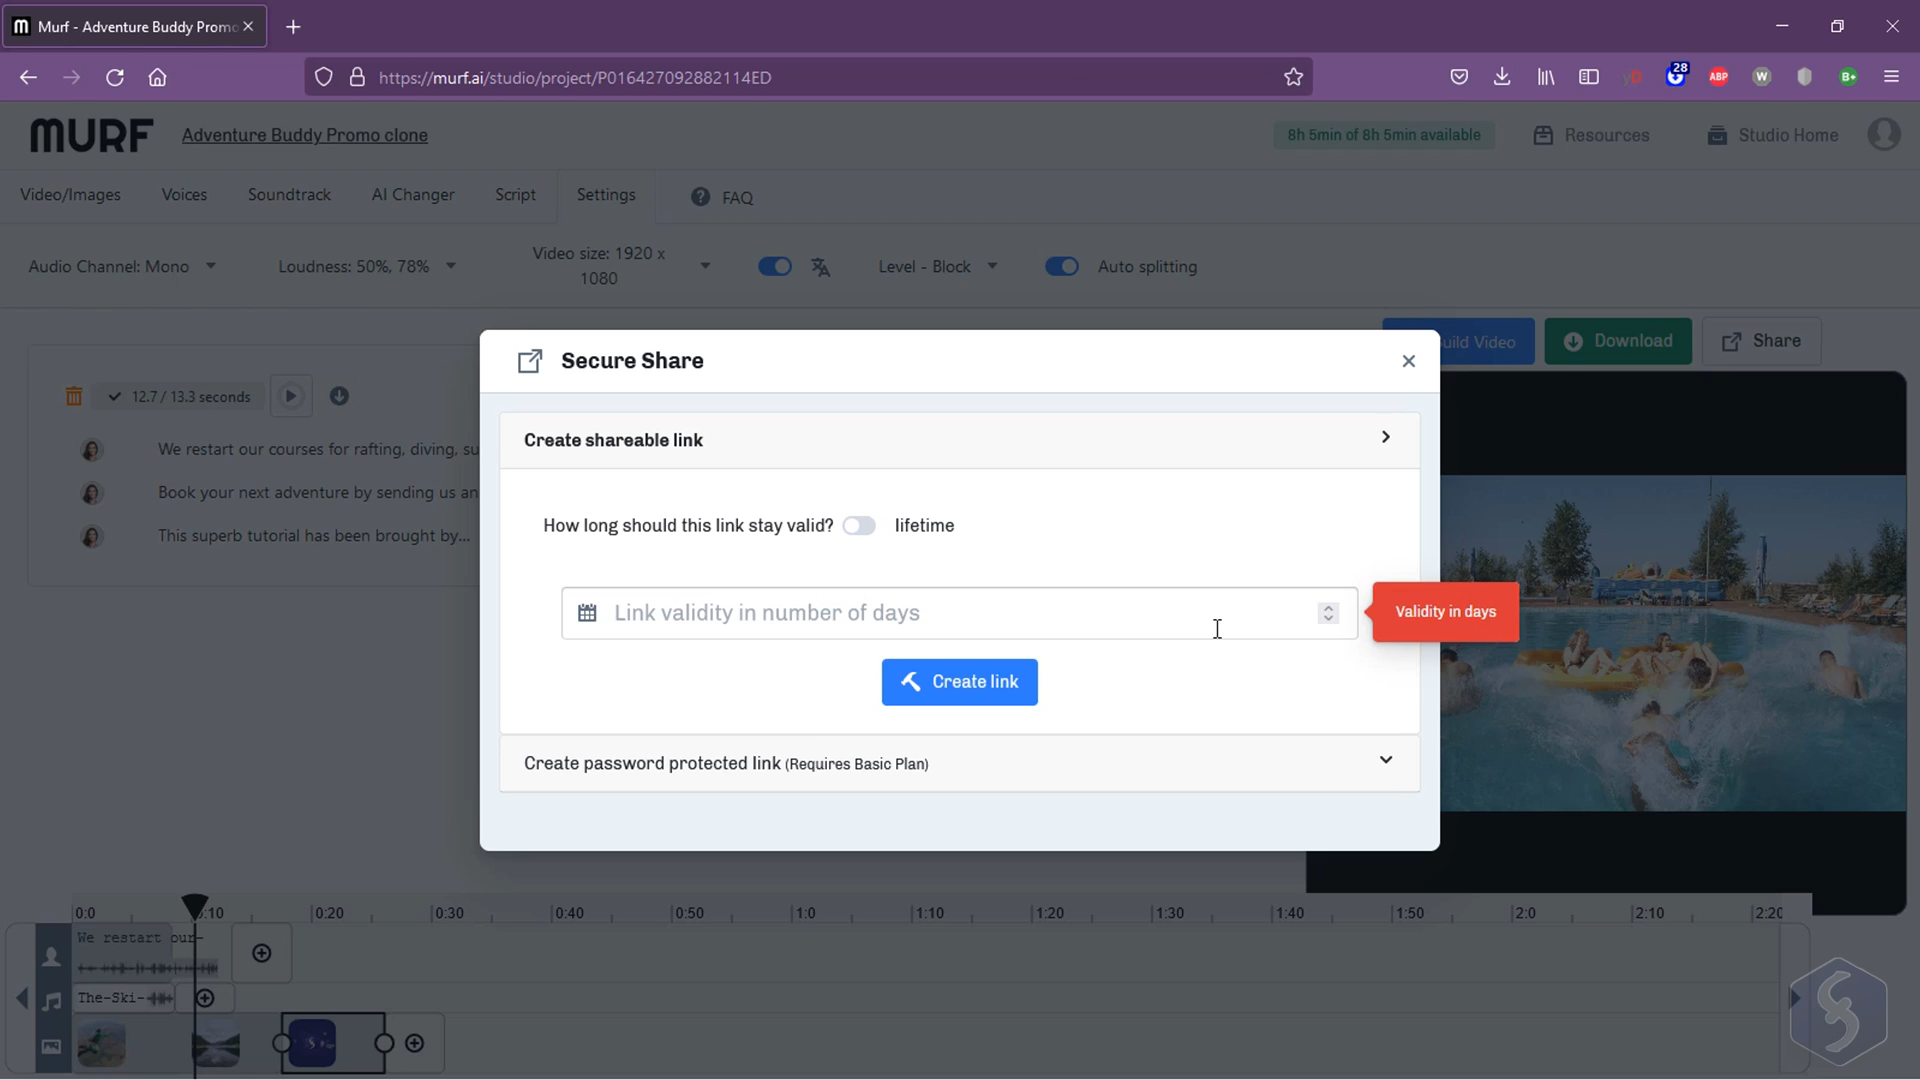 Murf - Adventure Buddy Promo
https://murf.ai/studio/project/P016427092882114ED
28
ABP
W
B+
MURF
Adventure Buddy Promo clone
8h 5min of 8h 5min available
Resources
Studio Home
Video/Images
Voices
Soundtrack
AI Changer
Script
Settings
FAQ
Audio Channel: Mono
Loudness: 50%, 78%
Video size: 1920 x
1080
Level - Block
Auto splitting
uild Video
Download
Share
Secure Share
12.7 / 13.3 seconds
We restart our courses for rafting, diving, su
Book your next adventure by sending us an
This superb tutorial has been brought by...
Create shareable link
How long should this link stay valid?
lifetime
Link validity in number of days
Validity in days
Create link
Create password protected link (Requires Basic Plan)
0:0
:10
0:20
0:30
0:40
0:50
1:0
1:10
1:20
1:30
1:40
1:50
2:0
2:10
2:20
We restart our-
The-Ski-